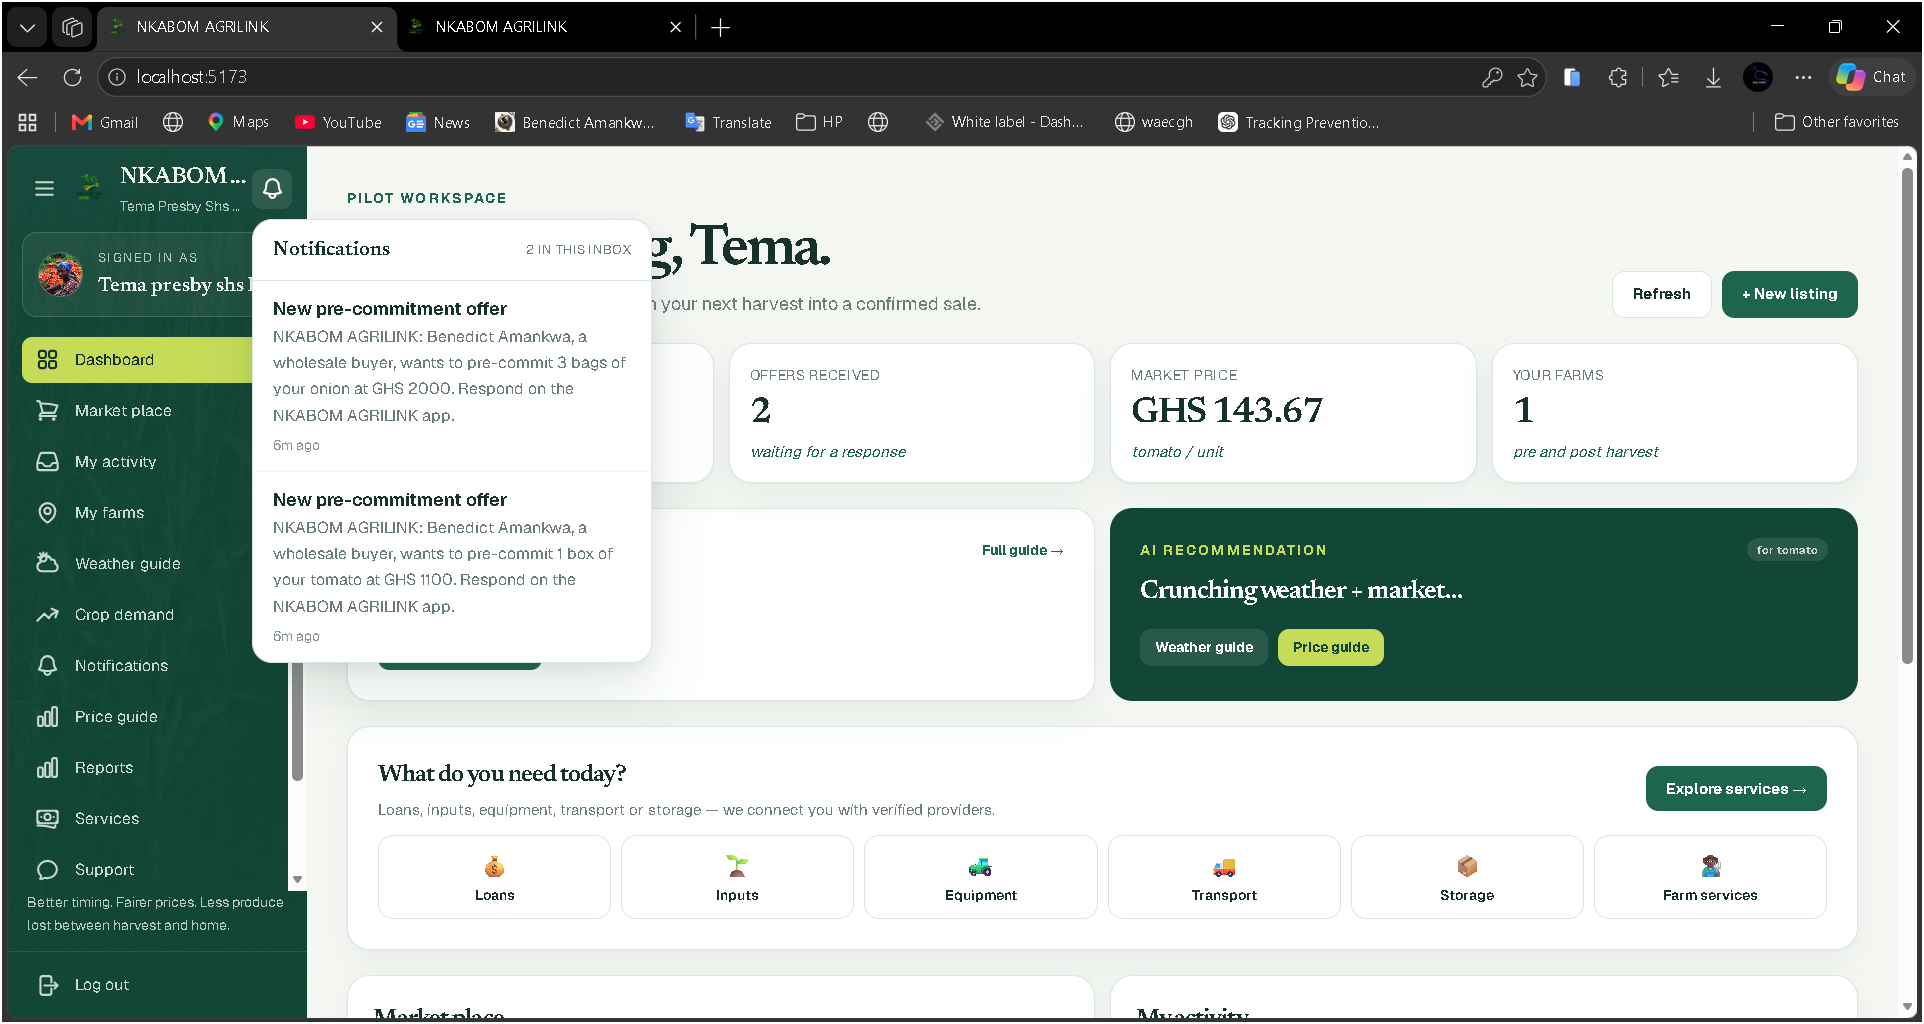 NKABOM AGRILINK
NKABOM AGRILINK
localhost:5173
Chat
Gmail
Maps
YouTube
News
Benedict Amankw...
Translate
HP
White label - Dash...
waecgh
Tracking Preventio...
Other favorites
NKABOM...
Tema Presby Shs ...
SIGNED IN AS
Tema presby shs
Dashboard
Market place
My activity
My farms
Weather guide
Crop demand
Notifications
Price guide
Reports
Services
Support
Better timing. Fairer prices. Less produce
lost between harvest and home.
Log out
Notifications
2 IN THIS INBOX
New pre-commitment offer
NKABOM AGRILINK: Benedict Amankwa, a
wholesale buyer, wants to pre-commit 3 bags of
your onion at GHS 2000. Respond on the
NKABOM AGRILINK app.
6m ago
New pre-commitment offer
NKABOM AGRILINK: Benedict Amankwa, a
wholesale buyer, wants to pre-commit 1 box of
your tomato at GHS 1100. Respond on the
NKABOM AGRILINK app.
6m ago
PILOT WORKSPACE
g, Tema.
your next harvest into a confirmed sale.
Refresh
+ New listing
OFFERS RECEIVED
2
waiting for a response
MARKET PRICE
GHS 143.67
tomato / unit
YOUR FARMS
1
pre and post harvest
Full guide →
AI RECOMMENDATION
for tomato
Crunching weather + market...
Weather guide
Price guide
What do you need today?
Loans, inputs, equipment, transport or storage — we connect you with verified providers.
Explore services →
Loans
Inputs
Equipment
Transport
Storage
Farm services
Market place
My activity